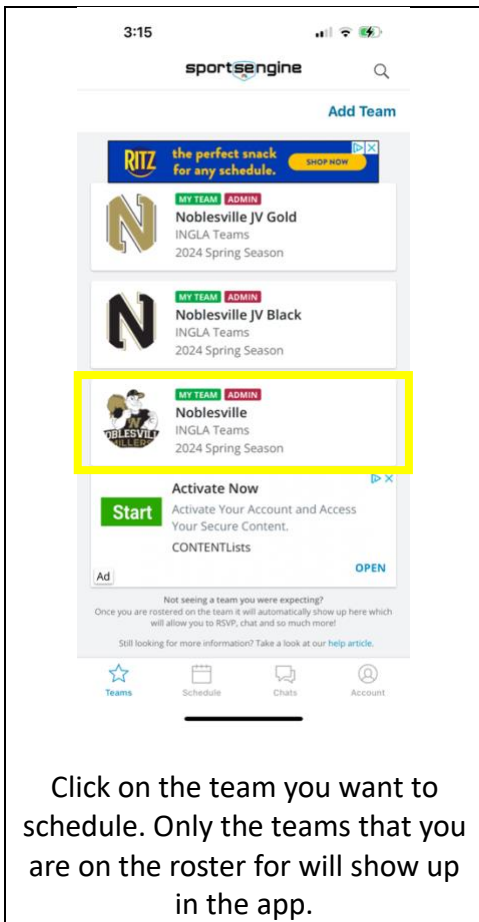 3:15
sportsengine
Add Team
RITZ
the perfect snack
for any schedule.
SHOP NOW
MY TEAM ADMIN
Noblesville JV Gold
INGLA Teams
2024 Spring Season
MY TEAM ADMIN
Noblesville JV Black
INGLA Teams
2024 Spring Season
MY TEAM ADMIN
Noblesville
INGLA Teams
2024 Spring Season
Activate Now
Start
Activate Your Account and Access
Your Secure Content.
CONTENTLists
OPEN
Ad
Not seeing a team you were expecting?
Once you are rostered on the team it will automatically show up here which
will allow you to RSVP, chat and so much more!
Still looking for more information? Take a look at our help article.
Teams
Schedule
Chats
Account
Click on the team you want to
schedule. Only the teams that you
are on the roster for will show up
in the app.